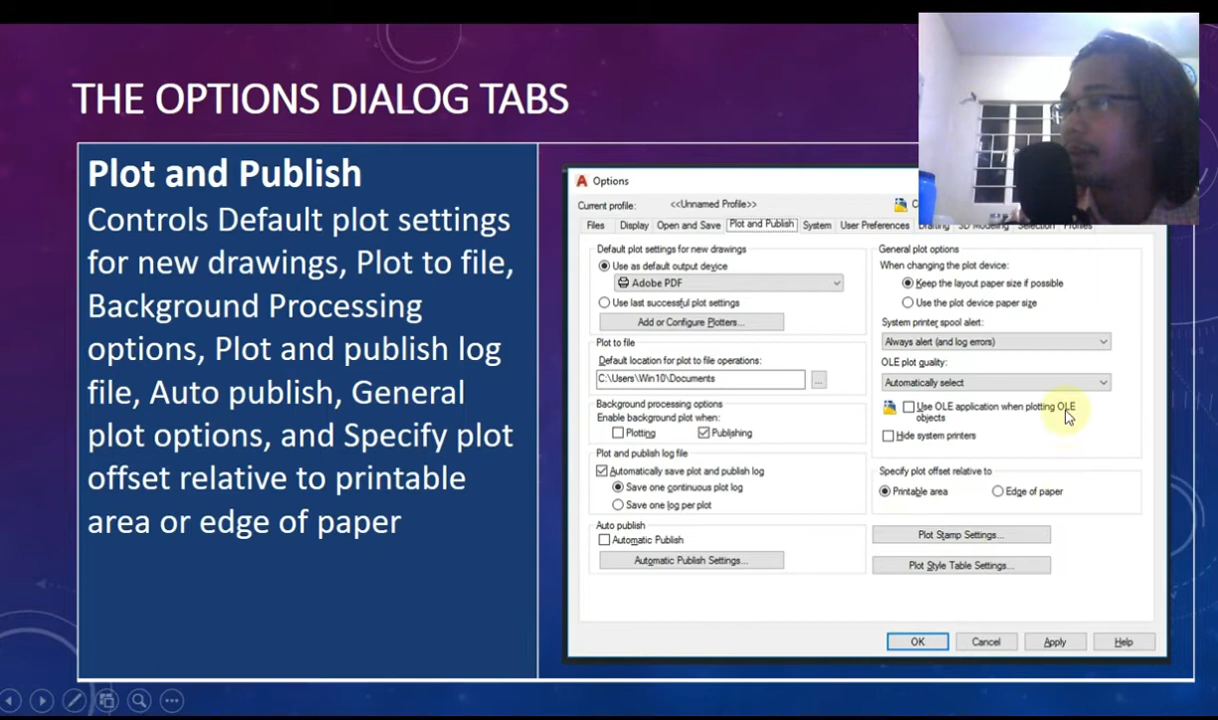 THE OPTIONS DIALOG TABS
Plot and Publish
Controls Default plot settings
for new drawings, Plot to file,
Background Processing
options, Plot and publish log
file, Auto publish, General
plot options, and Specify plot
offset relative to printable
area or edge of paper
Options
Current profile: <<Unnamed Profile>>
Files Display Open and Save Plot and Publish System User Preferences Drafting 3D Modeling Selection Profiles
Default plot settings for new drawings
Use as default output device
Adobe PDF
Use last successful plot settings
Add or Configure Plotters...
Plot to file
Default location for plot to file operations:
C:\Users\Win10\Documents
...
Background processing options
Enable background plot when:
Plotting Publishing
Plot and publish log file
Automatically save plot and publish log
Save one continuous plot log
Save one log per plot
Auto publish
Automatic Publish
Automatic Publish Settings...
General plot options
When changing the plot device:
Keep the layout paper size if possible
Use the plot device paper size
System printer spool alert:
Always alert (and log errors)
OLE plot quality:
Automatically select
Use OLE application when plotting OLE
objects
Hide system printers
Specify plot offset relative to
Printable area Edge of paper
Plot Stamp Settings...
Plot Style Table Settings...
OK Cancel Apply Help